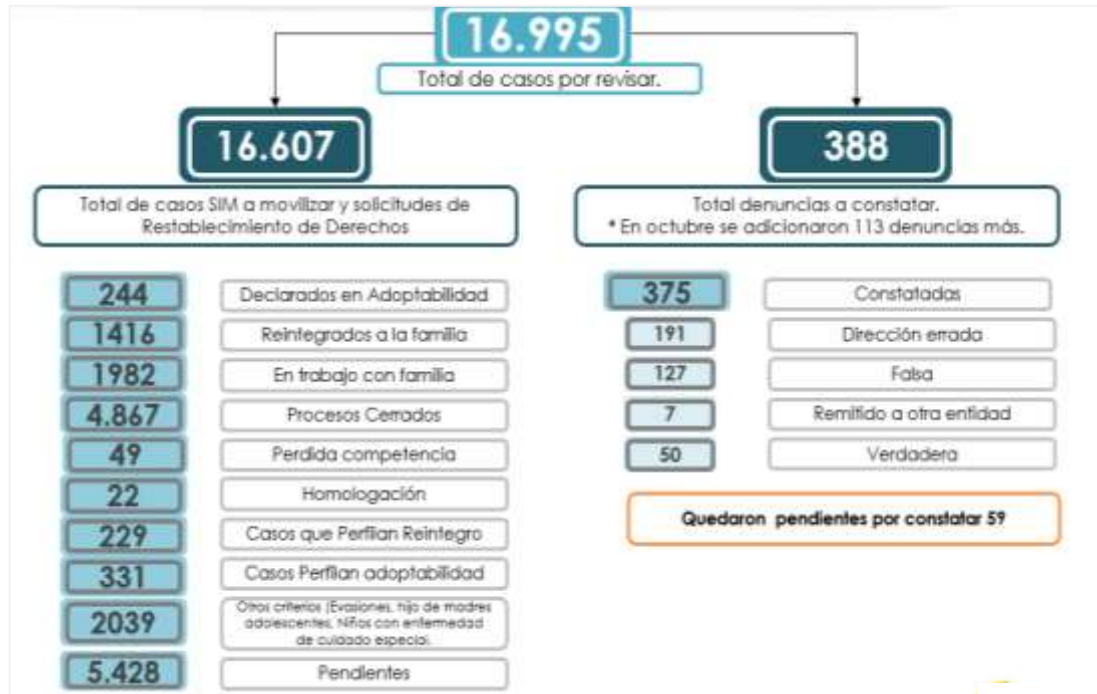 16.995
Total de casos por revisar.
16.607
Total de casos SIM a movilizar y solicitudes de
Restablecimiento de Derechos
244
Declarados en Adoptabilidad
1416
Reintegrados a la familia
1982
En trabajo con familia
4.867
Procesos Cerrados
49
Perdida competencia
22
Homologación
229
Casos que Perfilan Reintegro
331
Casos Perfilan adoptabilidad
2039
Otros criterios (Evasiones, hijo de madres
adolescentes, Niños con enfermedad
de cuidado especial.
5.428
Pendientes
388
Total denuncias a constatar.
* En octubre se adicionaron 113 denuncias más.
375
Constatadas
191
Dirección errada
127
Falsa
7
Remitido a otra entidad
50
Verdadera
Quedaron pendientes por constatar 59